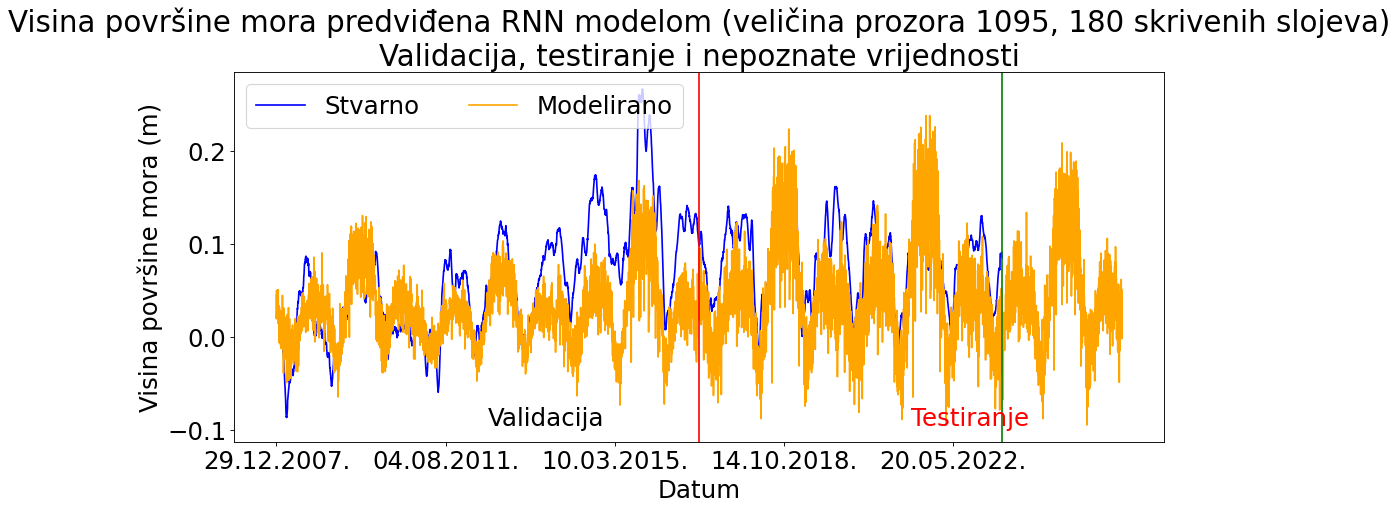 Visina površine mora predviđena RNN modelom (veličina prozora 1095, 180 skrivenih slojeva)
Validacija, testiranje i nepoznate vrijednosti
Stvarno Modelirano
Visina površine mora (m)
0.2
0.1
0.0
−0.1
Validacija
Testiranje
29.12.2007. 04.08.2011. 10.03.2015. 14.10.2018. 20.05.2022.
Datum